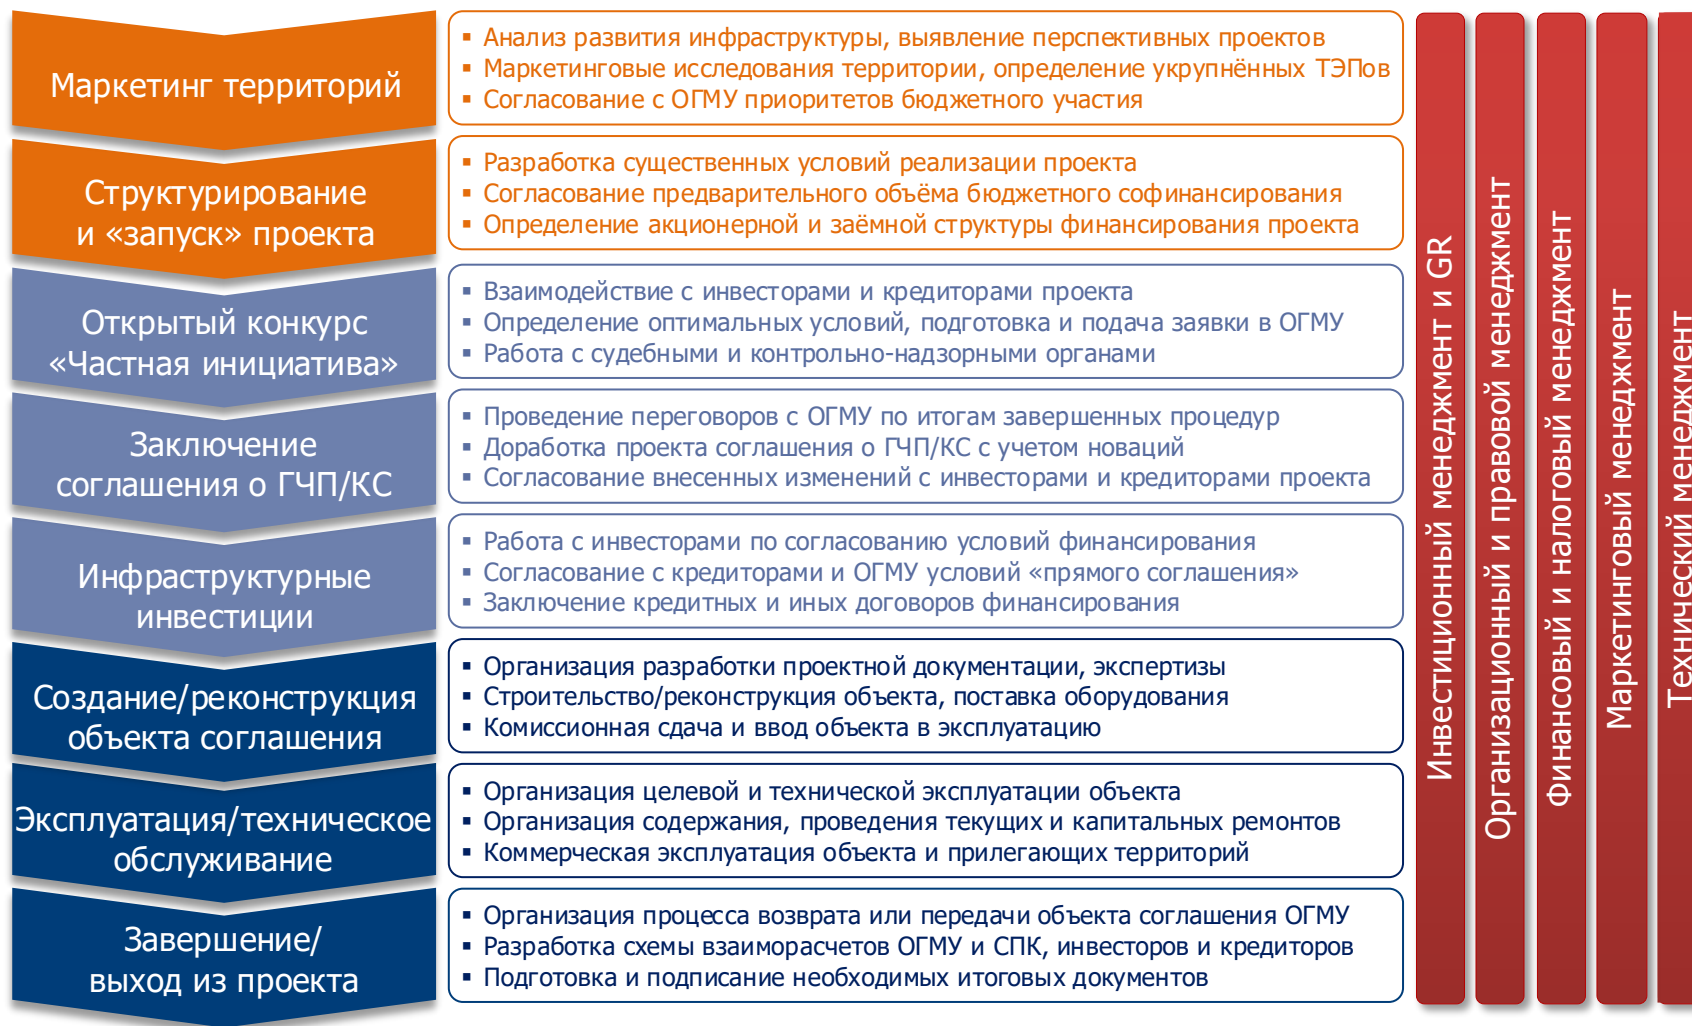 Маркетинг территорий
▪ Анализ развития инфраструктуры, выявление перспективных проектов
▪ Маркетинговые исследования территории, определение укрупнённых ТЭПов
▪ Согласование с ОГМУ приоритетов бюджетного участия
Структурирование
и «запуск» проекта
▪ Разработка существенных условий реализации проекта
▪ Согласование предварительного объёма бюджетного софинансирования
▪ Определение акционерной и заёмной структуры финансирования проекта
Открытый конкурс
«Частная инициатива»
▪ Взаимодействие с инвесторами и кредиторами проекта
▪ Определение оптимальных условий, подготовка и подача заявки в ОГМУ
▪ Работа с судебными и контрольно-надзорными органами
Заключение
соглашения о ГЧП/КС
▪ Проведение переговоров с ОГМУ по итогам завершенных процедур
▪ Доработка проекта соглашения о ГЧП/КС с учетом новаций
▪ Согласование внесенных изменений с инвесторами и кредиторами проекта
Инфраструктурные
инвестиции
▪ Работа с инвесторами по согласованию условий финансирования
▪ Согласование с кредиторами и ОГМУ условий «прямого соглашения»
▪ Заключение кредитных и иных договоров финансирования
Создание/реконструкция
объекта соглашения
▪ Организация разработки проектной документации, экспертизы
▪ Строительство/реконструкция объекта, поставка оборудования
▪ Комиссионная сдача и ввод объекта в эксплуатацию
Эксплуатация/техническое
обслуживание
▪ Организация целевой и технической эксплуатации объекта
▪ Организация содержания, проведения текущих и капитальных ремонтов
▪ Коммерческая эксплуатация объекта и прилегающих территорий
Завершение/
выход из проекта
▪ Организация процесса возврата или передачи объекта соглашения ОГМУ
▪ Разработка схемы взаиморасчетов ОГМУ и СПК, инвесторов и кредиторов
▪ Подготовка и подписание необходимых итоговых документов
Инвестиционный менеджмент и GR
Организационный и правовой менеджмент
Финансовый и налоговый менеджмент
Маркетинговый менеджмент
Технический менеджмент